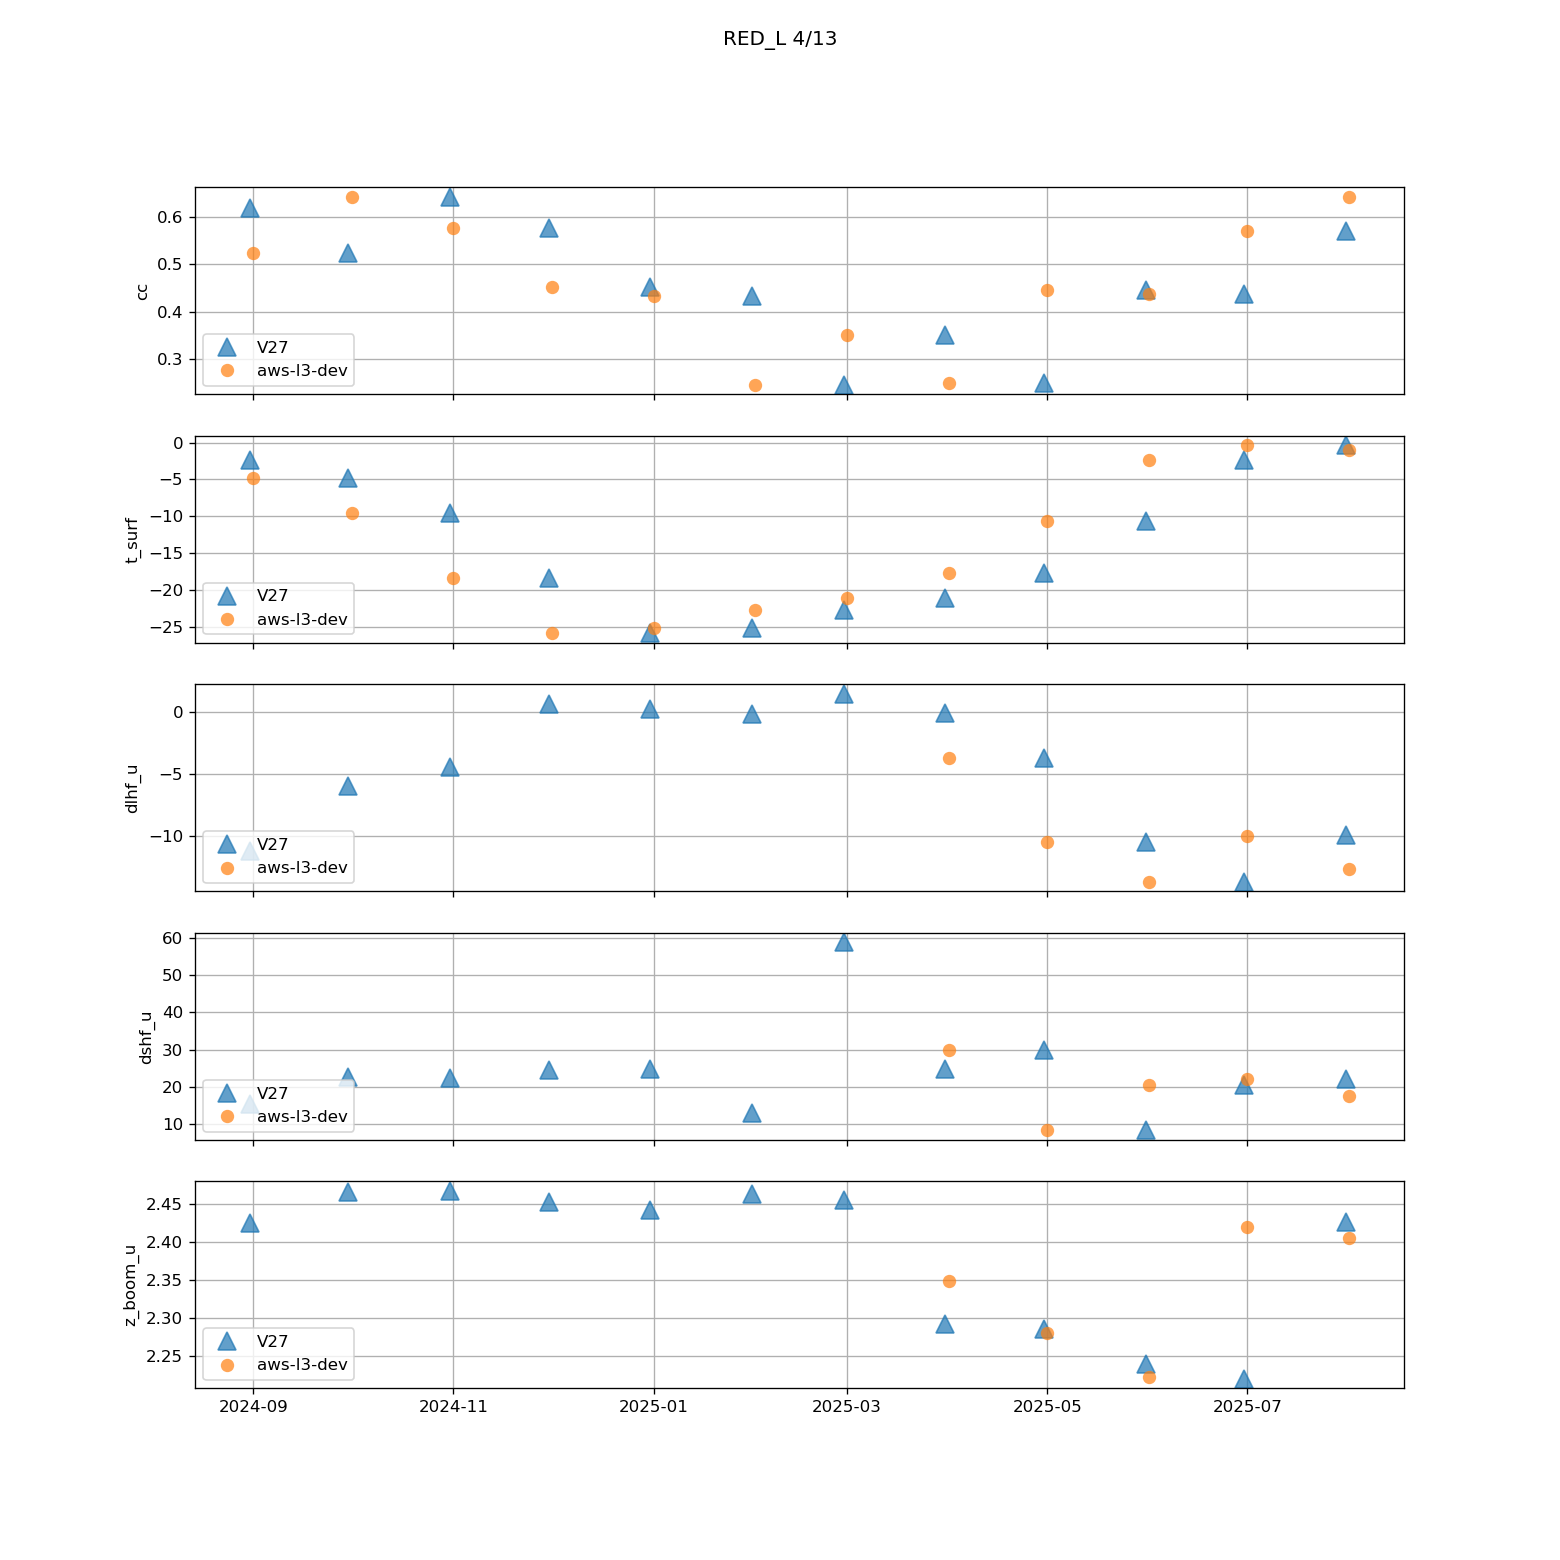 RED_L 4/13
0.6
0.5
0.4
0.3
cc
V27
aws-l3-dev
0
−5
−10
−15
−20
−25
t_surf
V27
aws-l3-dev
0
−5
−10
dlhf_u
V27
aws-l3-dev
60
50
40
30
20
10
dshf_u
V27
aws-l3-dev
2.45
2.40
2.35
2.30
2.25
z_boom_u
V27
aws-l3-dev
2024-09 2024-11 2025-01 2025-03 2025-05 2025-07